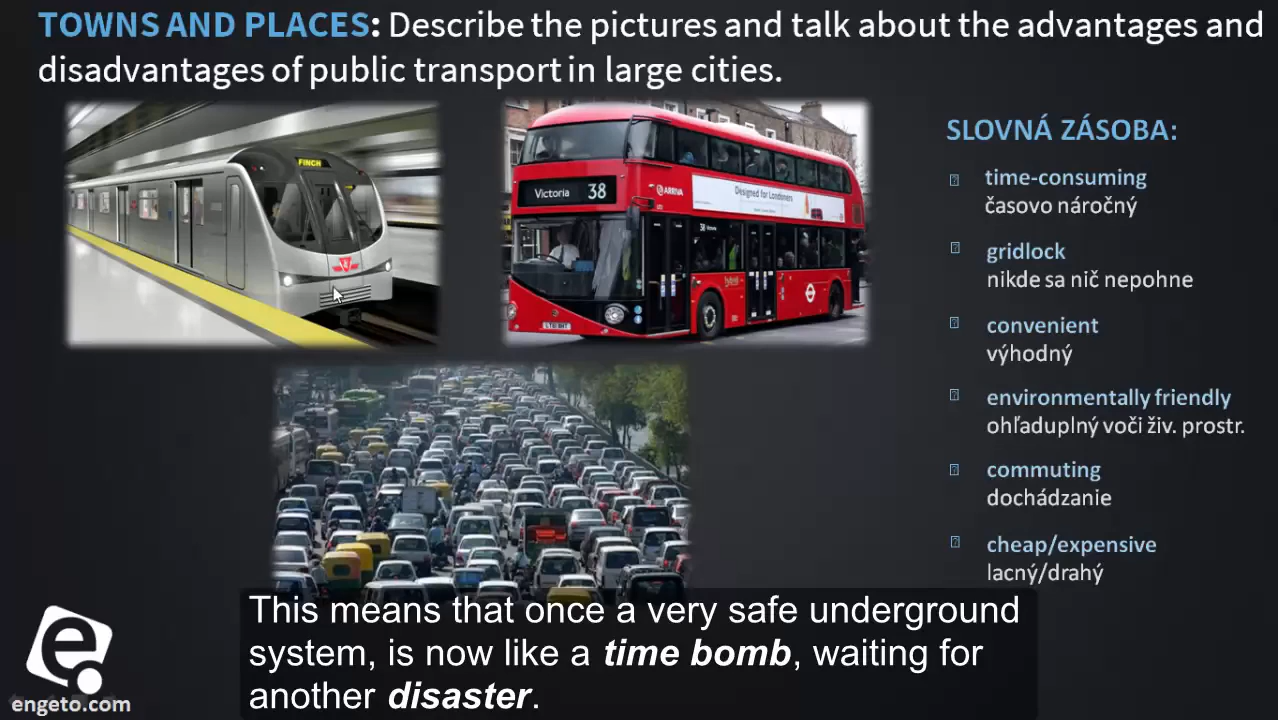 TOWNS AND PLACES: Describe the pictures and talk about the advantages and
disadvantages of public transport in large cities.
FINCH
Victoria 38
ARRIVA
Designed for Londoners
SLOVNÁ ZÁSOBA:
time-consuming
časovo náročný
gridlock
nikde sa nič nepohne
convenient
výhodný
environmentally friendly
ohľaduplný voči živ. prostr.
commuting
dochádzanie
cheap/expensive
lacný/drahý
This means that once a very safe underground
system, is now like a time bomb, waiting for
another disaster.
e
engeto.com